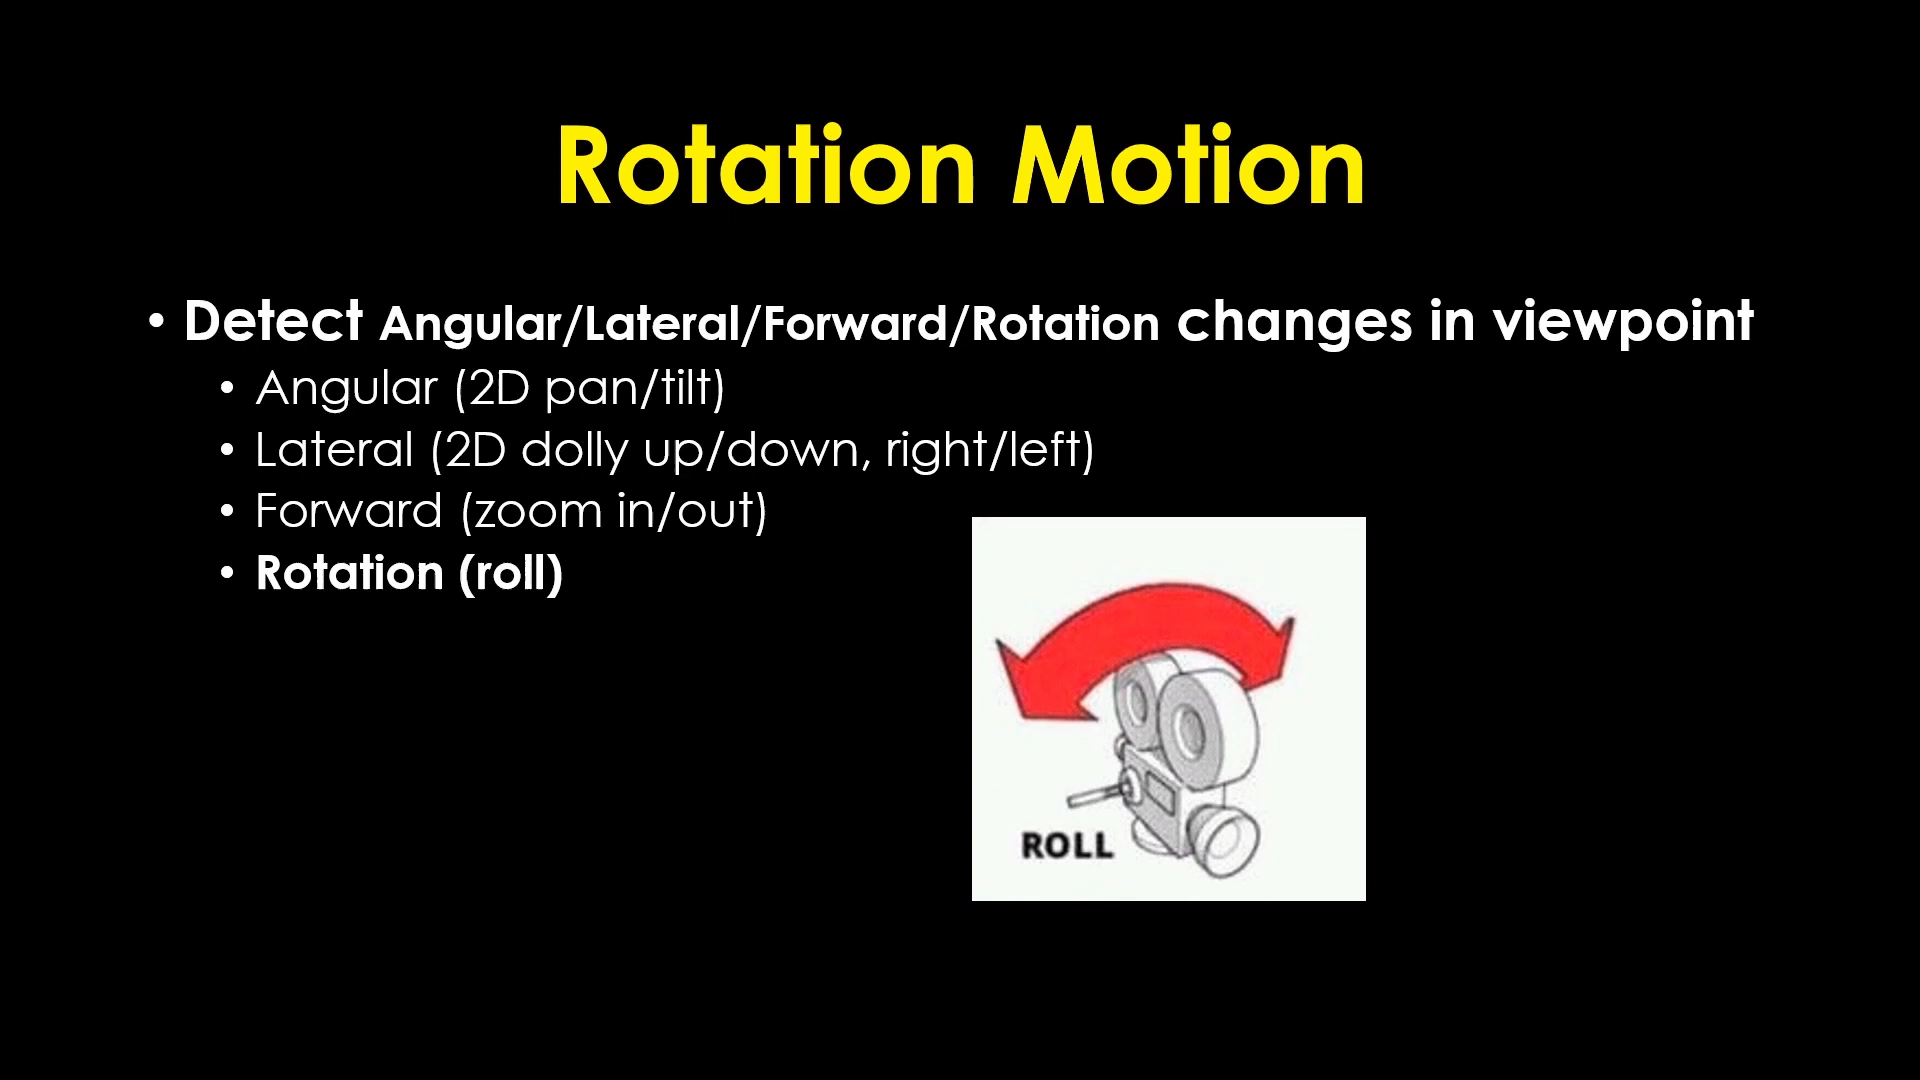 Rotation Motion
• Detect Angular/Lateral/Forward/Rotation changes in viewpoint
• Angular (2D pan/tilt)
• Lateral (2D dolly up/down, right/left)
• Forward (zoom in/out)
• Rotation (roll)
ROLL